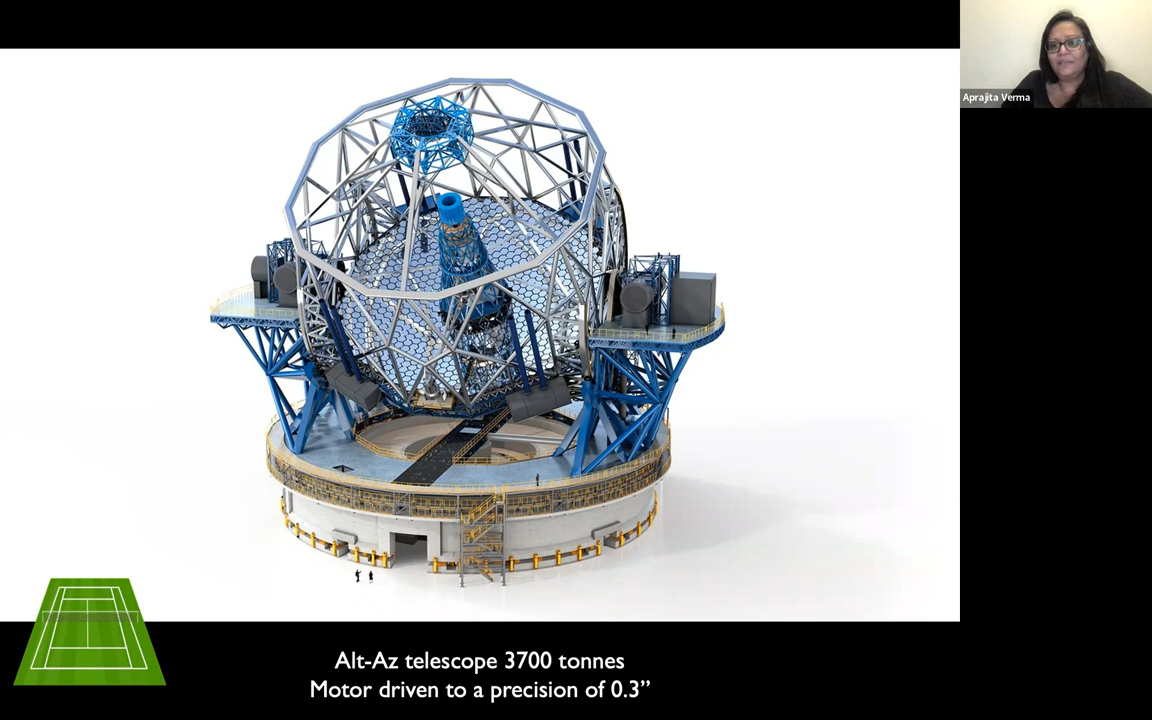 Aprajita Verma
Alt-Az telescope 3700 tonnes
Motor driven to a precision of 0.3”